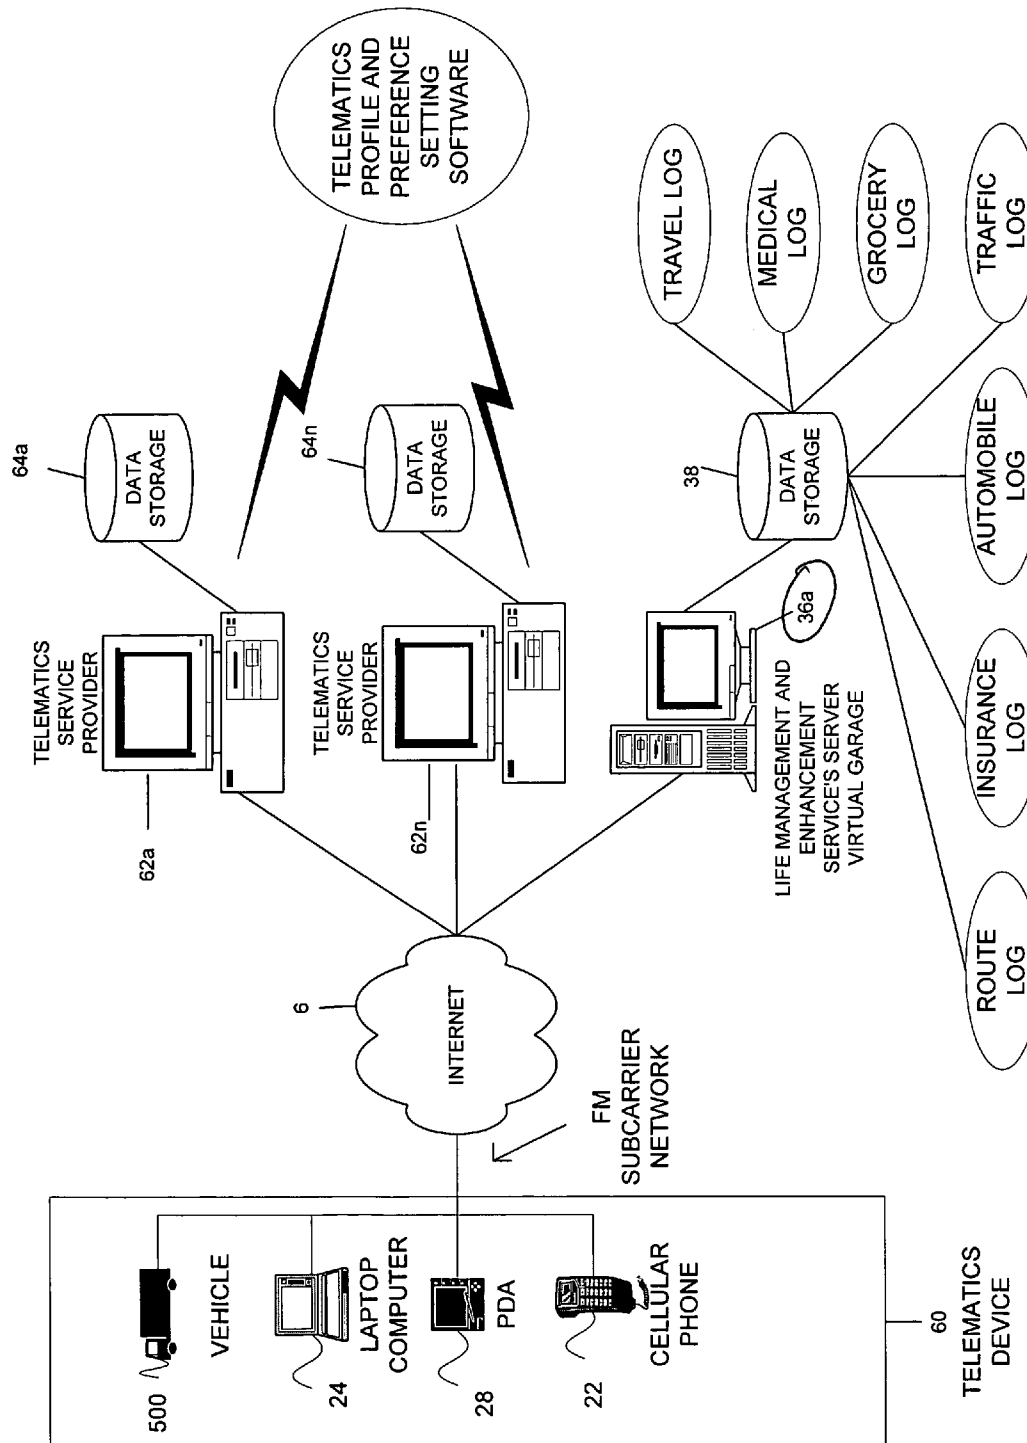 500
VEHICLE
24
LAPTOP
COMPUTER
28
PDA
22
CELLULAR
PHONE
60
TELEMATICS
DEVICE
FM
SUBCARRIER
NETWORK
6
INTERNET
62a
TELEMATICS
SERVICE
PROVIDER
64a
DATA
STORAGE
62n
TELEMATICS
SERVICE
PROVIDER
64n
DATA
STORAGE
TELEMATICS
PROFILE AND
PREFERENCE
SETTING
SOFTWARE
36a
LIFE MANAGEMENT AND
ENHANCEMENT
SERVICE'S SERVER
VIRTUAL GARAGE
38
DATA
STORAGE
TRAVEL LOG
MEDICAL
LOG
GROCERY
LOG
TRAFFIC
LOG
AUTOMOBILE
LOG
INSURANCE
LOG
ROUTE
LOG